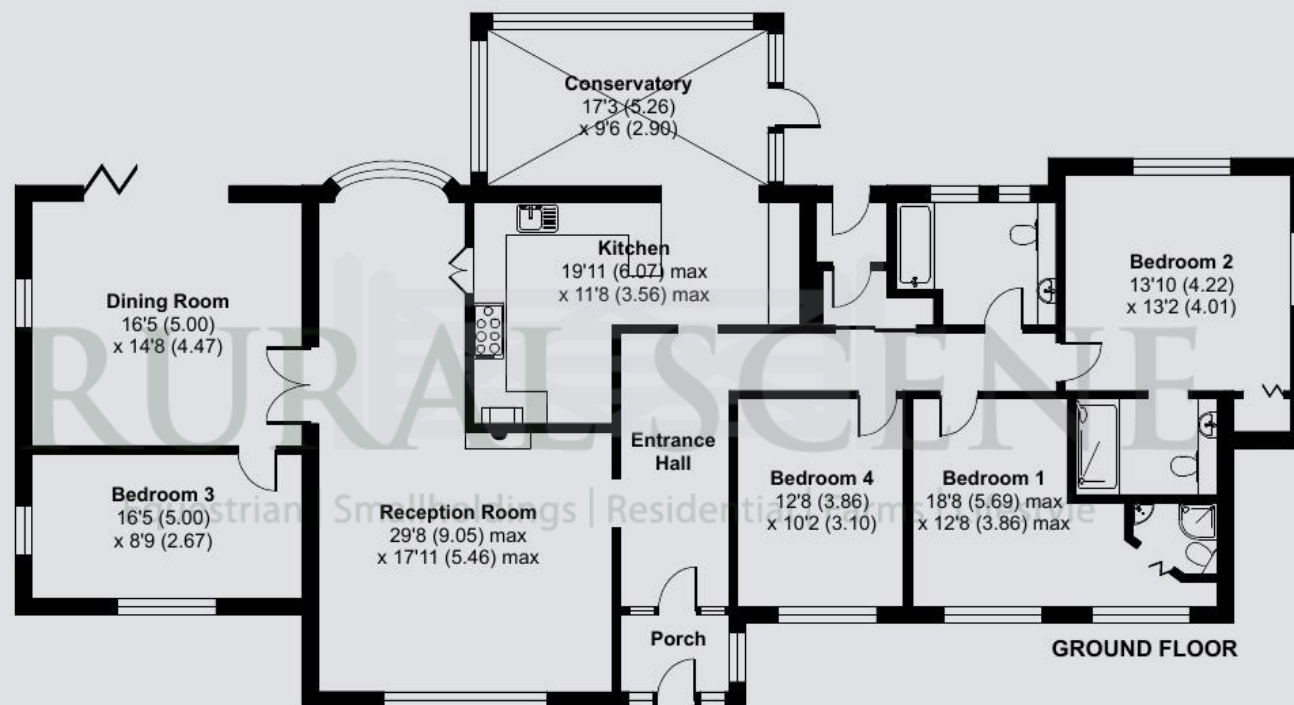 Conservatory
17'3 (5.26)
x 9'6 (2.90)
Kitchen
19'11 (6.07) max
x 11'8 (3.56) max
Bedroom 2
13'10 (4.22)
x 13'2 (4.01)
Dining Room
16'5 (5.00)
x 14'8 (4.47)
RURAL SCENE
Entrance
Hall
Bedroom 3
16'5 (5.00)
x 8'9 (2.67)
Reception Room
29'8 (9.05) max
x 17'11 (5.46) max
Bedroom 4
12'8 (3.86)
x 10'2 (3.10)
Bedroom 1
18'8 (5.69) max
x 12'8 (3.86) max
Equestrian | Smallholdings | Residential | Farms | Lifestyle
Porch
GROUND FLOOR